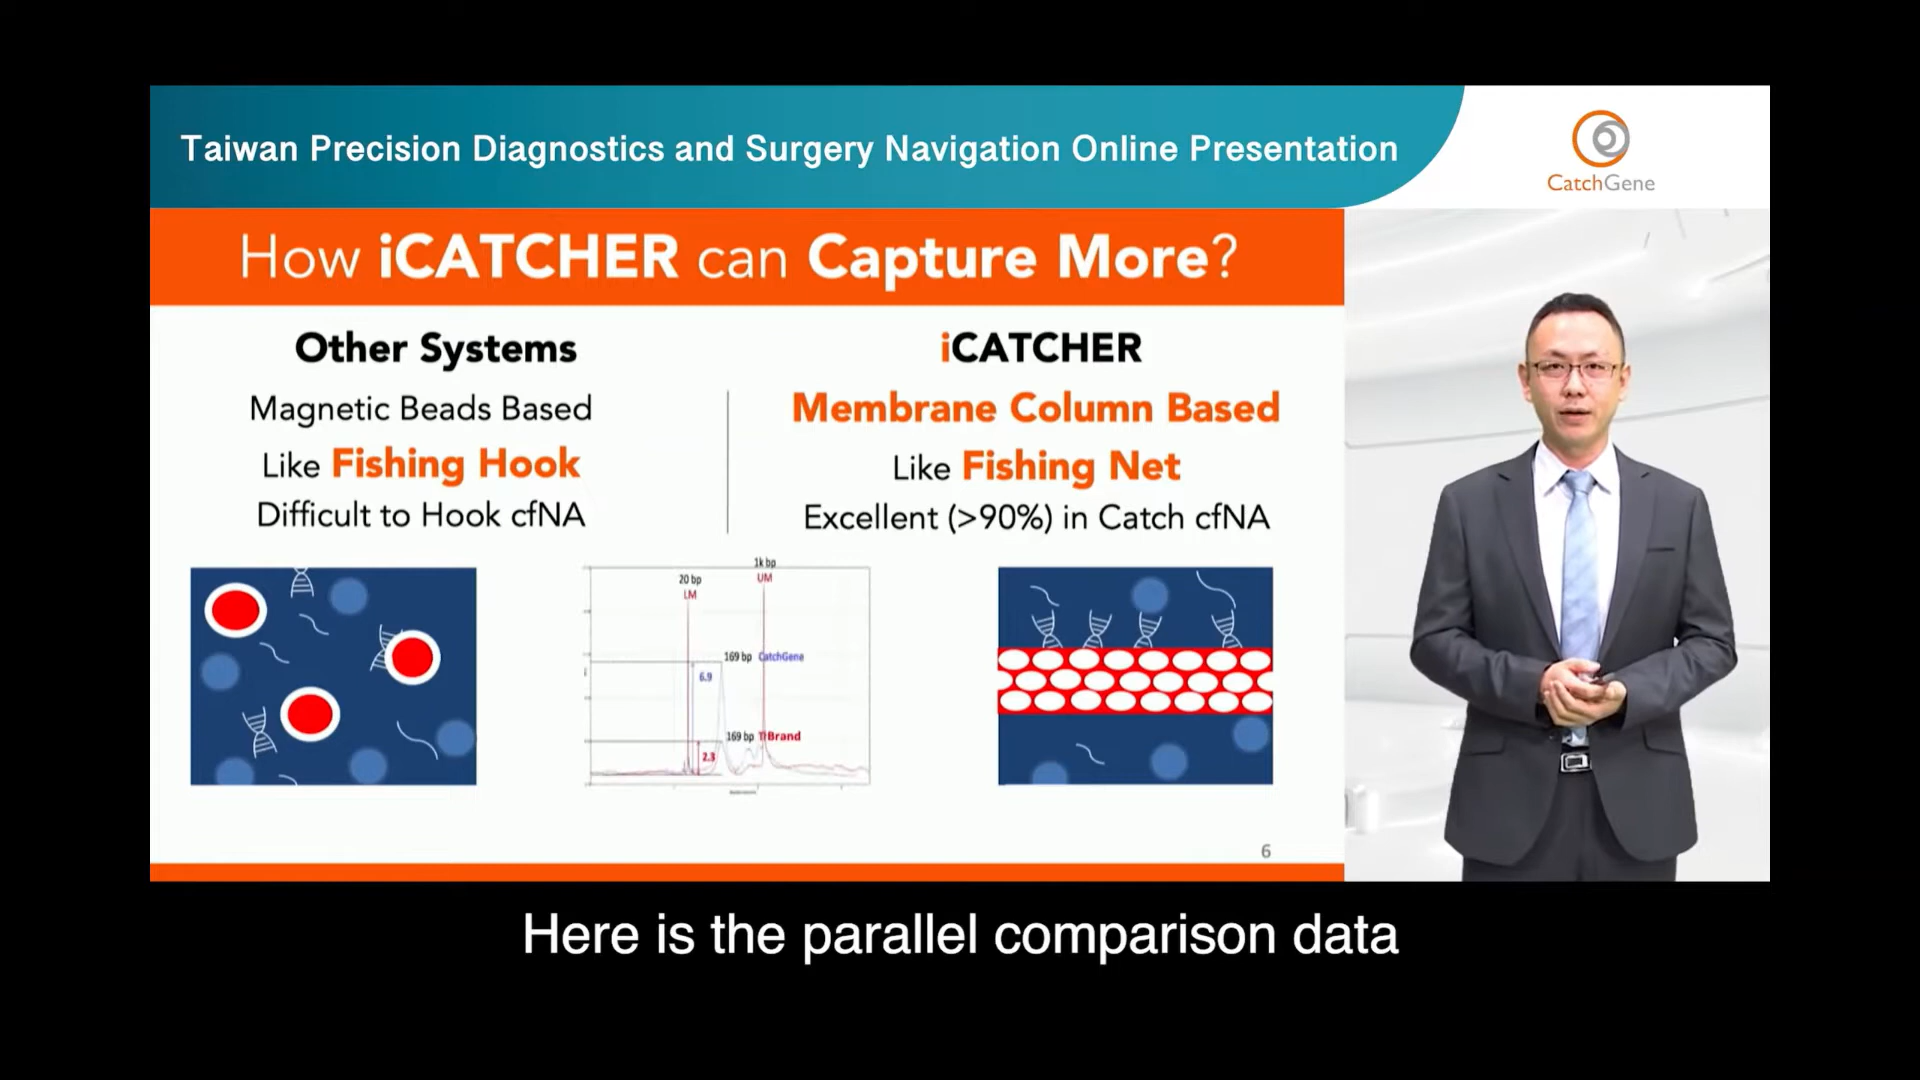 Taiwan Precision Diagnostics and Surgery Navigation Online Presentation
CatchGene
How iCATCHER can Capture More?
Other Systems
Magnetic Beads Based
Like Fishing Hook
Difficult to Hook cfNA
iCATCHER
Membrane Column Based
Like Fishing Net
Excellent (>90%) in Catch cfNA
20 bp
LM
1k bp
UM
169 bp CatchGene
6.9
169 bp
Brand
2.3
6
Here is the parallel comparison data